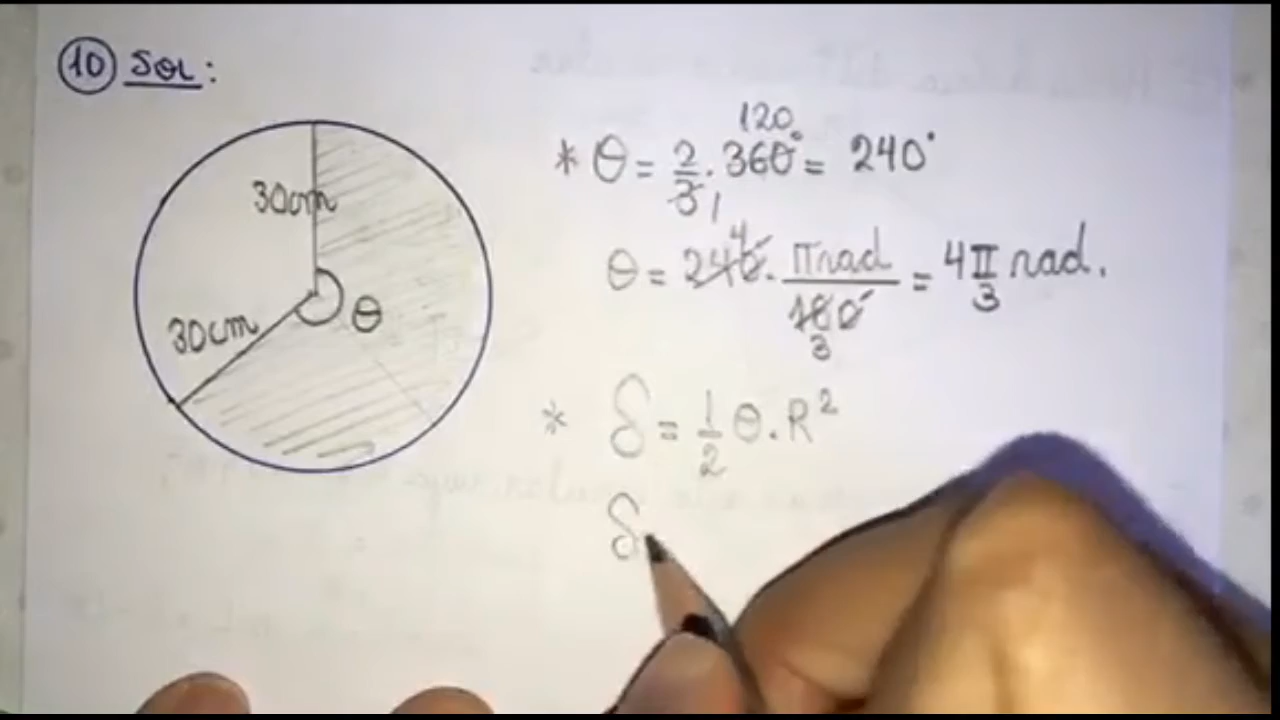 10 Sol:
30cm
30cm
θ
120
* θ = 2/3 1 . 360° = 240°
4
θ = 240 . π rad / 180 = 4π/3 rad.
3
* S = 1/2 θ . R²
S